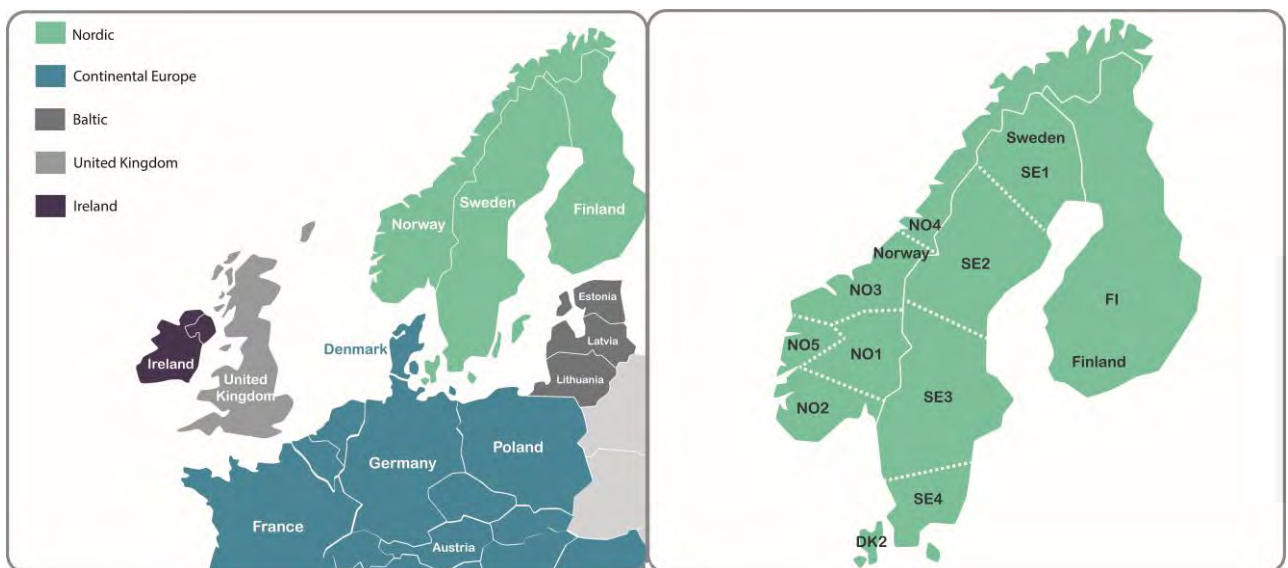 Nordic
Continental Europe
Baltic
United Kingdom
Ireland
Norway
Sweden
Finland
Estonia
Latvia
Lithuania
Denmark
Ireland
United
Kingdom
Germany
Poland
France
Austria
Sweden
SE1
NO4
Norway
SE2
NO3
FI
NO5
NO1
Finland
NO2
SE3
SE4
DK2